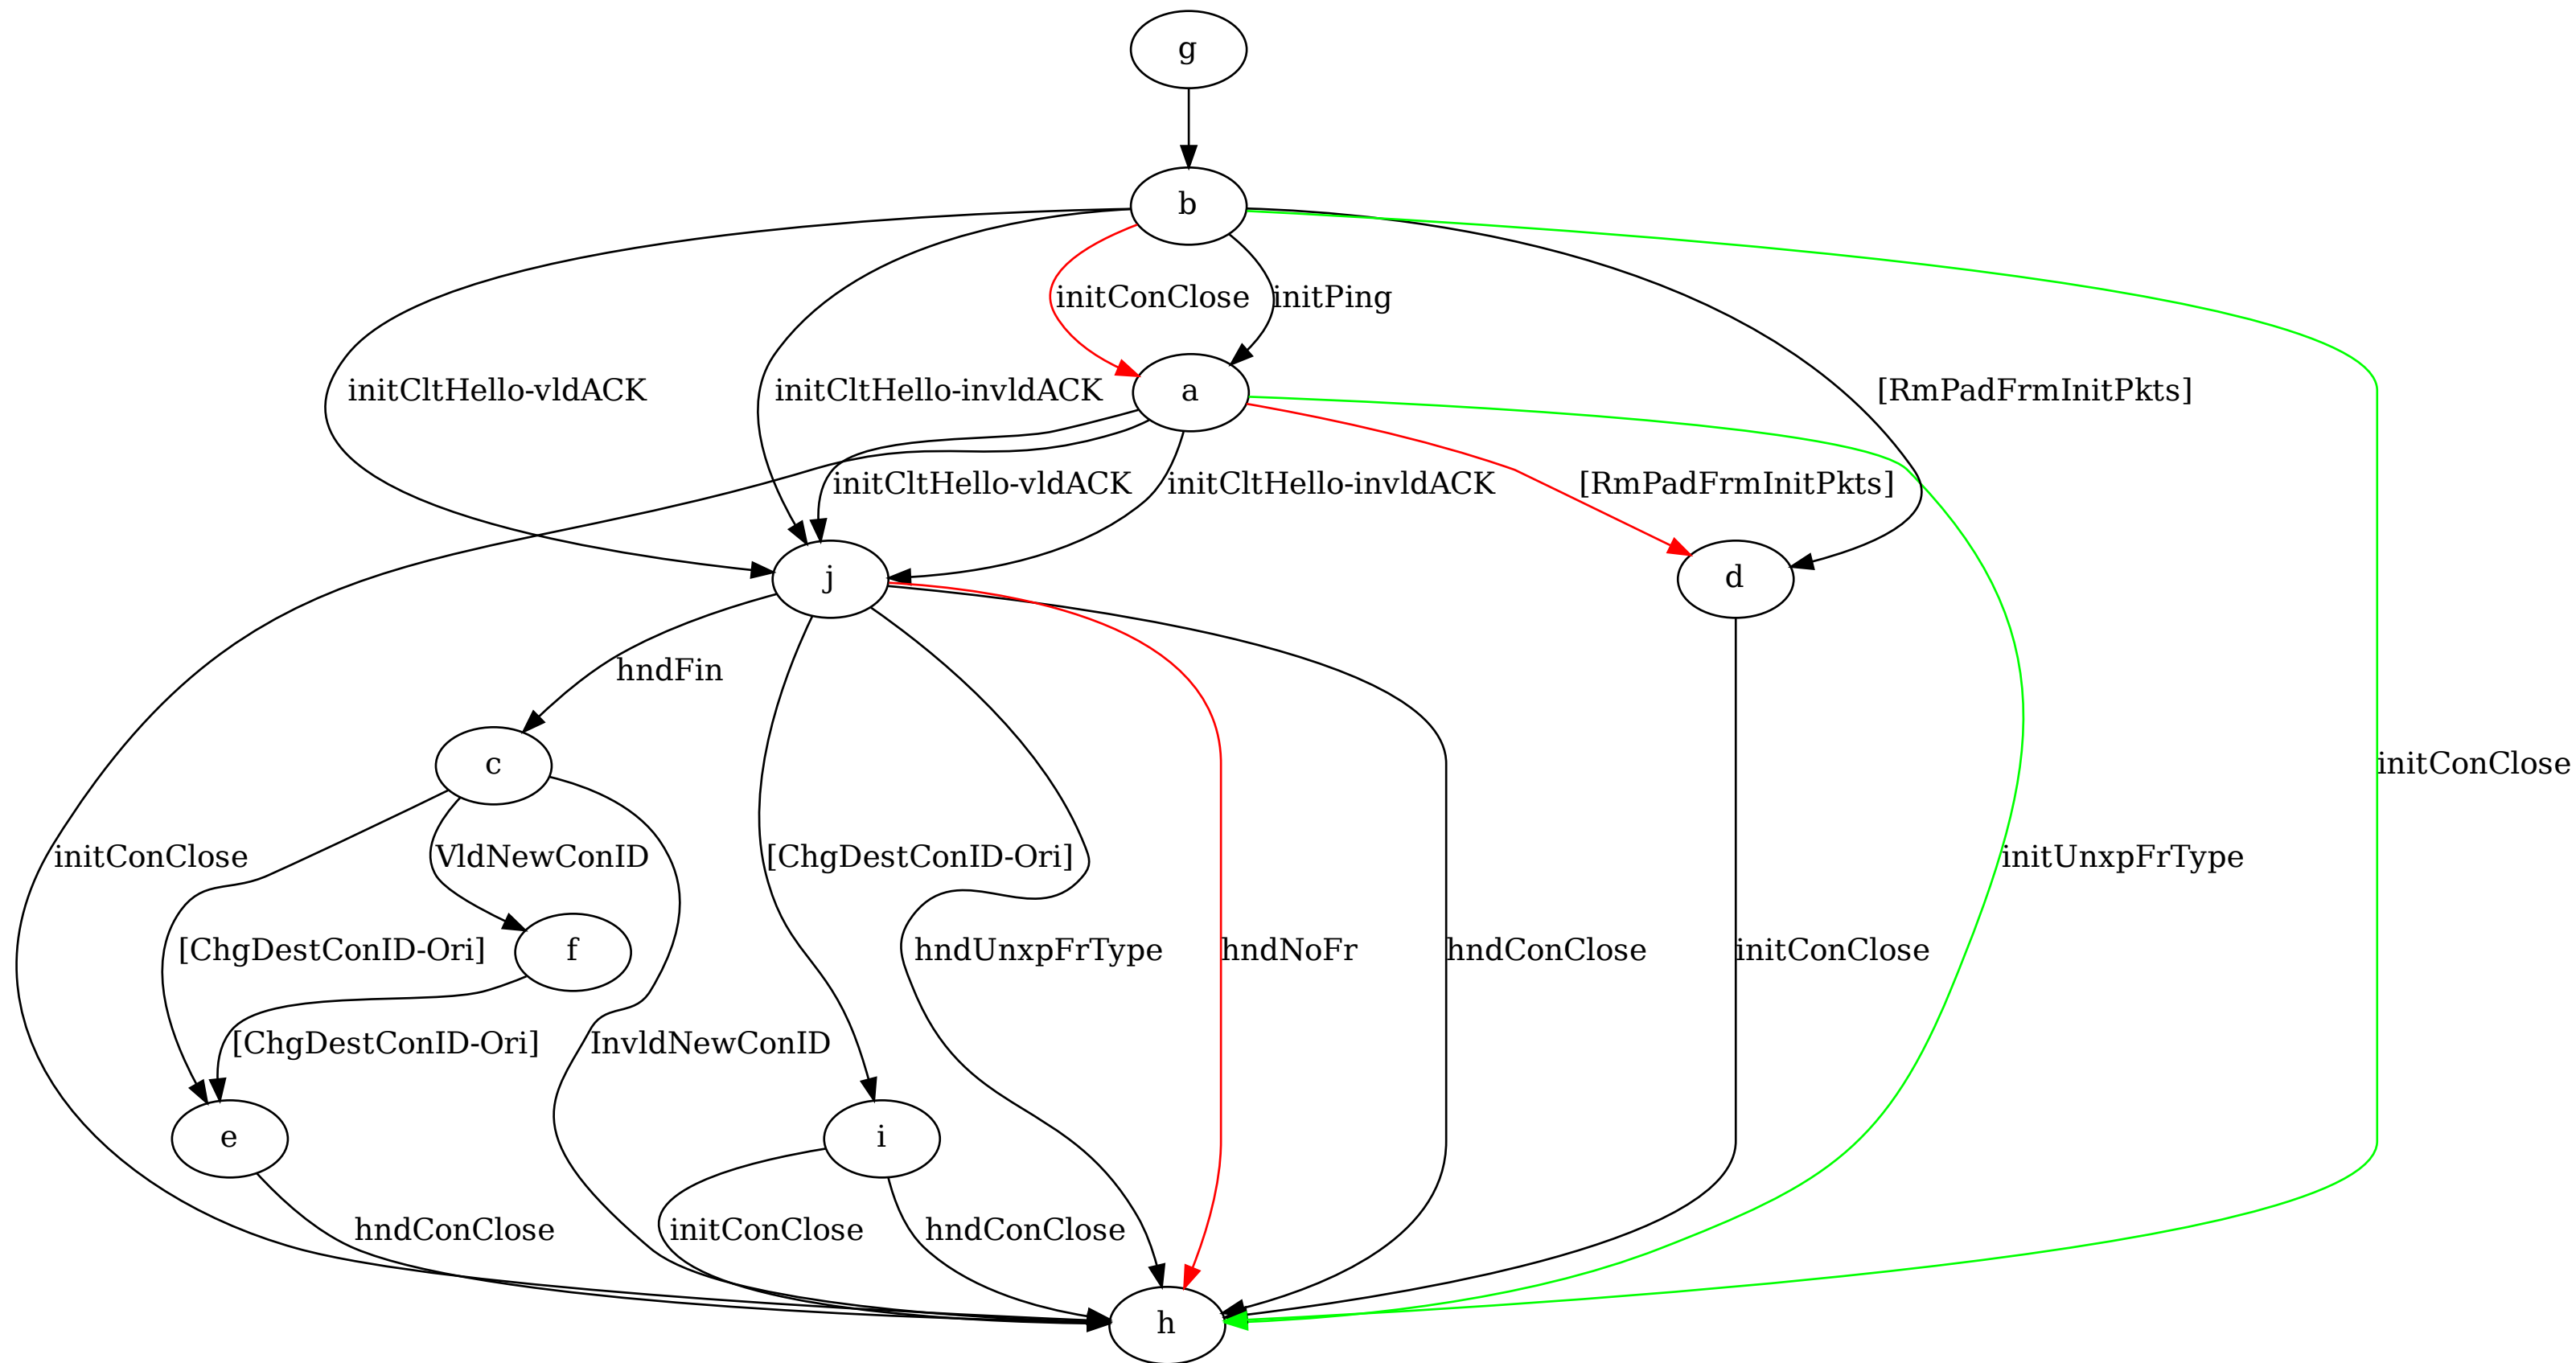 g
b
initConClose
initPing
initCltHello-vldACK
initCltHello-invldACK
a
[RmPadFrmInitPkts]
initCltHello-vldACK
initCltHello-invldACK
[RmPadFrmInitPkts]
j
d
hndFin
c
initConClose
initConClose
VldNewConID
[ChgDestConID-Ori]
initUnxpFrType
[ChgDestConID-Ori]
f
hndUnxpFrType
hndNoFr
hndConClose
initConClose
[ChgDestConID-Ori]
InvldNewConID
e
i
hndConClose
initConClose
hndConClose
h